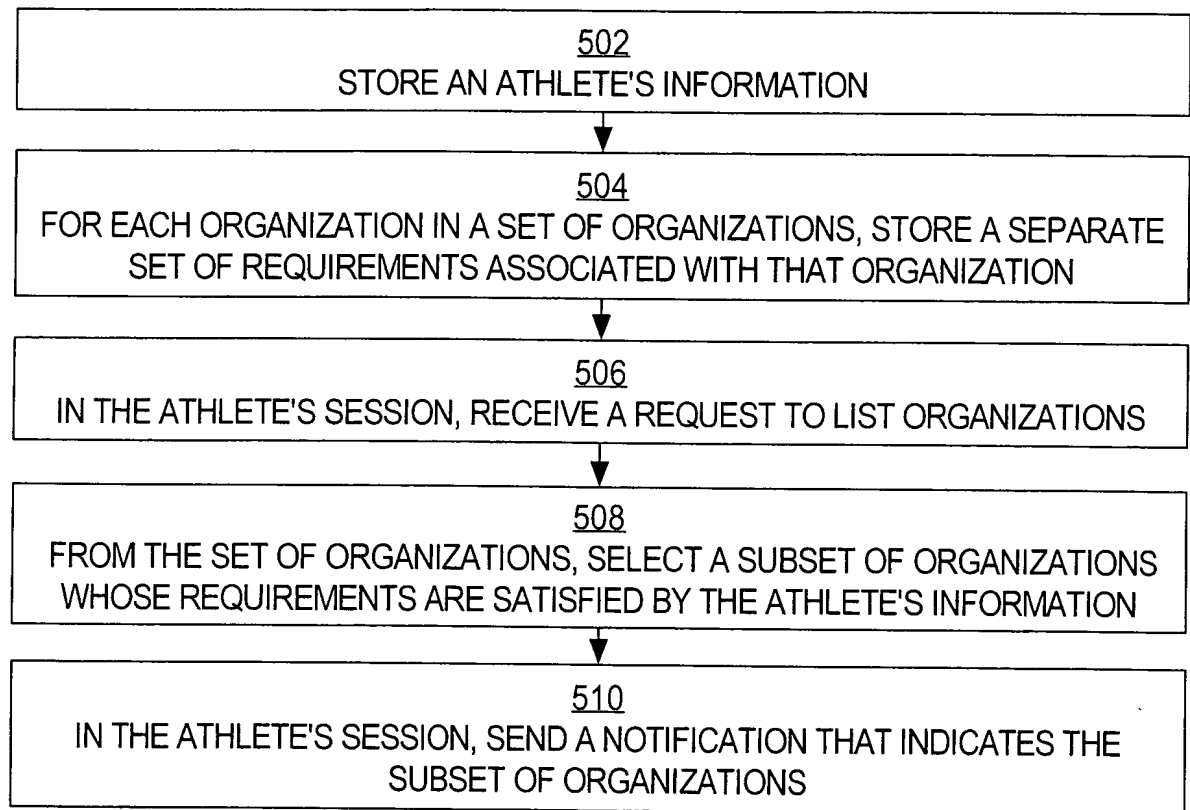 502
STORE AN ATHLETE'S INFORMATION
504
FOR EACH ORGANIZATION IN A SET OF ORGANIZATIONS, STORE A SEPARATE
SET OF REQUIREMENTS ASSOCIATED WITH THAT ORGANIZATION
506
IN THE ATHLETE'S SESSION, RECEIVE A REQUEST TO LIST ORGANIZATIONS
508
FROM THE SET OF ORGANIZATIONS, SELECT A SUBSET OF ORGANIZATIONS
WHOSE REQUIREMENTS ARE SATISFIED BY THE ATHLETE'S INFORMATION
510
IN THE ATHLETE'S SESSION, SEND A NOTIFICATION THAT INDICATES THE
SUBSET OF ORGANIZATIONS